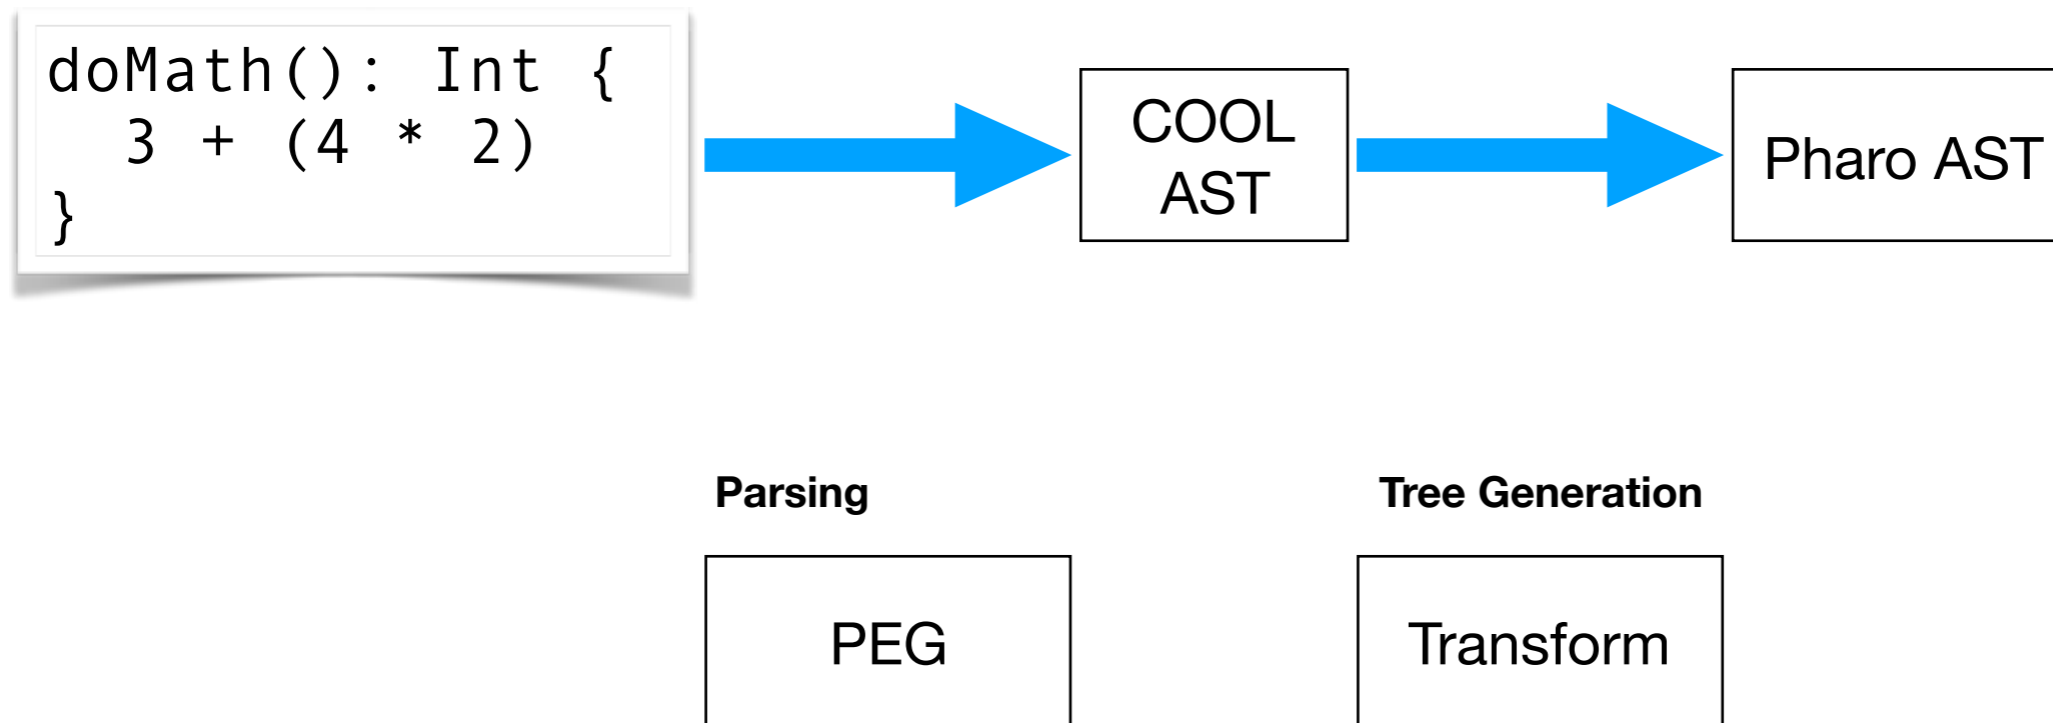 doMath(): Int {
  3 + (4 * 2)
}
COOL
AST
Pharo AST
Parsing
Tree Generation
PEG
Transform